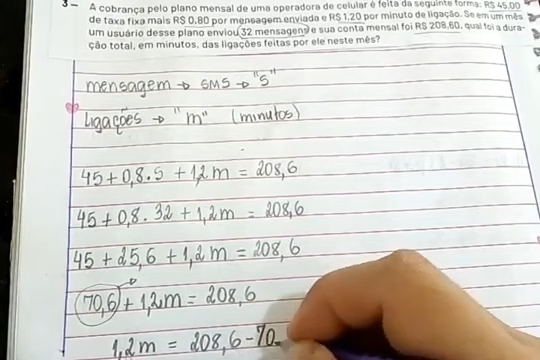 3- A cobrança pelo plano mensal de uma operadora de celular é feita da seguinte forma: R$ 45,00
de taxa fixa mais R$ 0,80 por mensagem enviada e R$ 1,20 por minuto de ligação. Se em um mês
um usuário desse plano enviou 32 mensagens e sua conta mensal foi R$ 208,60, qual foi a dura-
ção total, em minutos, das ligações feitas por ele neste mês?
mensagem → SMS → "S"
Ligações → "m" (minutos)
45 + 0,8 . S + 1,2 m = 208,6
45 + 0,8 . 32 + 1,2 m = 208,6
45 + 25,6 + 1,2 m = 208,6
70,6 + 1,2 m = 208,6
1,2 m = 208,6 - 70